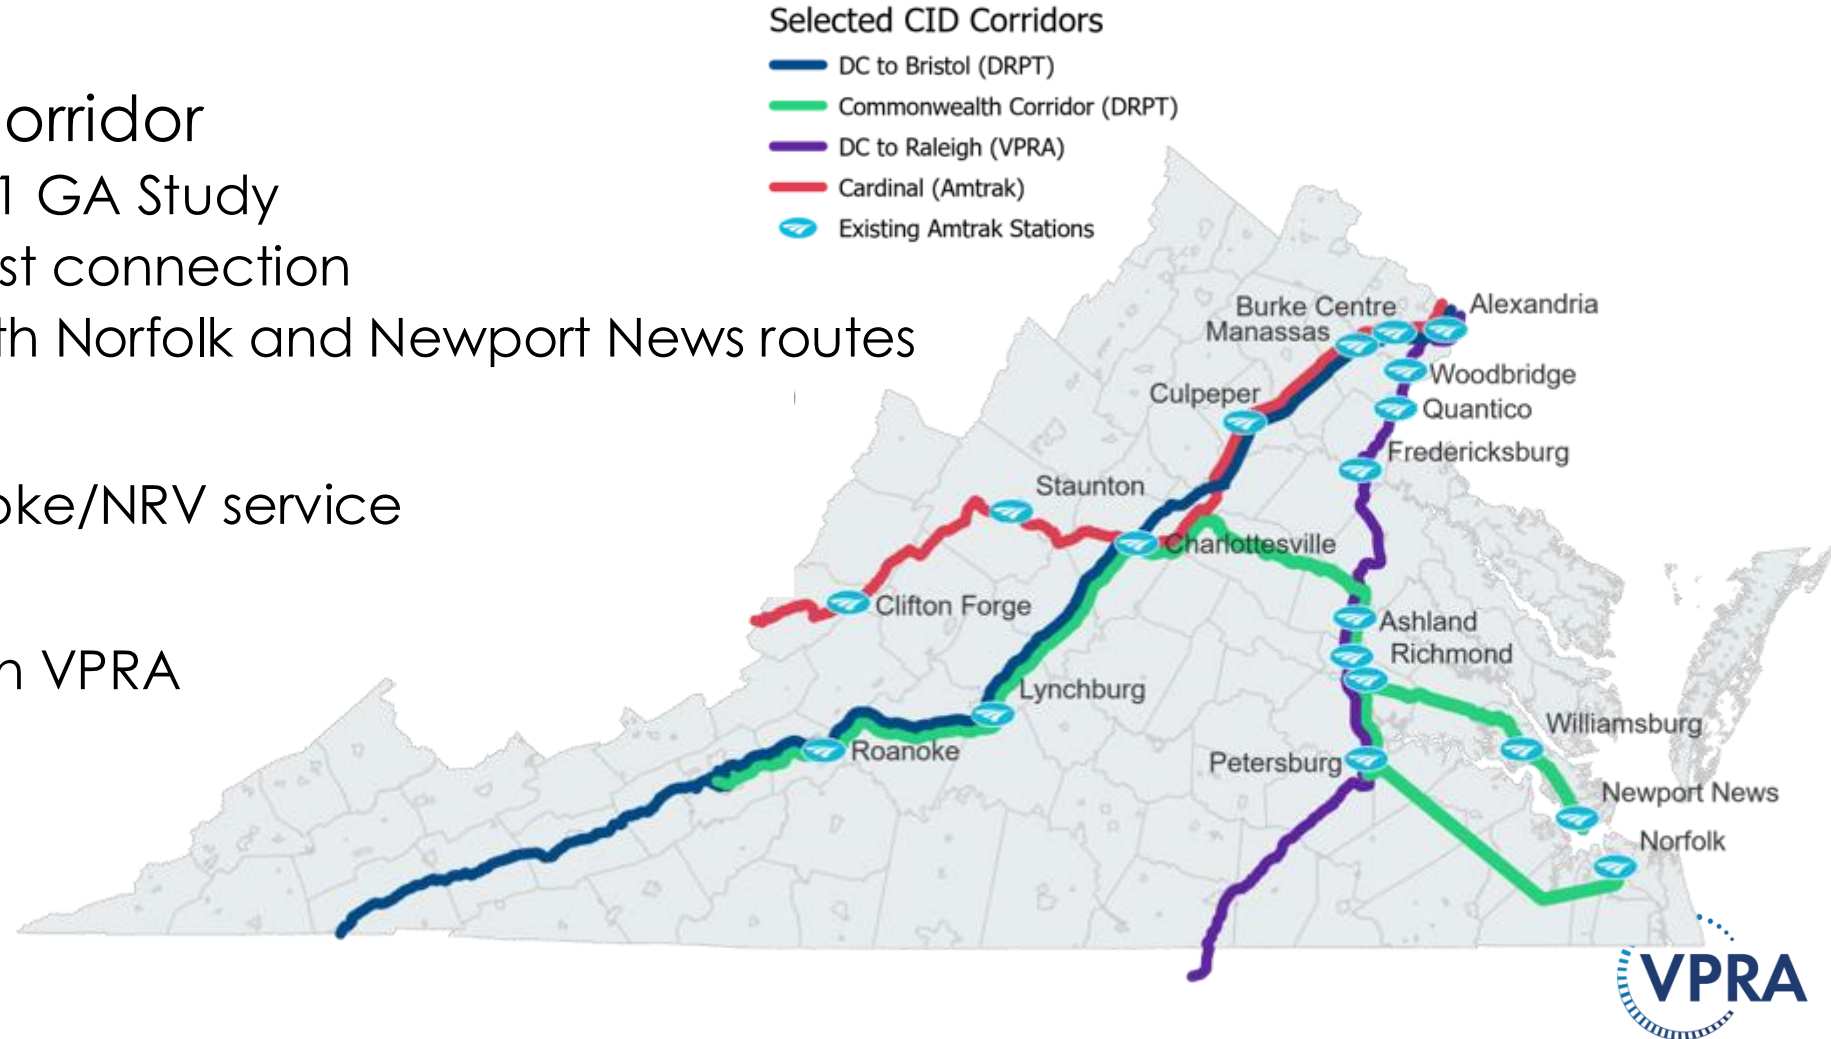 Selected CID Corridors
DC to Bristol (DRPT)
Commonwealth Corridor (DRPT)
DC to Raleigh (VPRA)
Cardinal (Amtrak)
Existing Amtrak Stations
orridor
1 GA Study
st connection
th Norfolk and Newport News routes
oke/NRV service
n VPRA
Burke Centre
Alexandria
Manassas
Woodbridge
Culpeper
Quantico
Fredericksburg
Staunton
Charlottesville
Clifton Forge
Ashland
Richmond
Lynchburg
Williamsburg
Roanoke
Petersburg
Newport News
Norfolk
VPRA